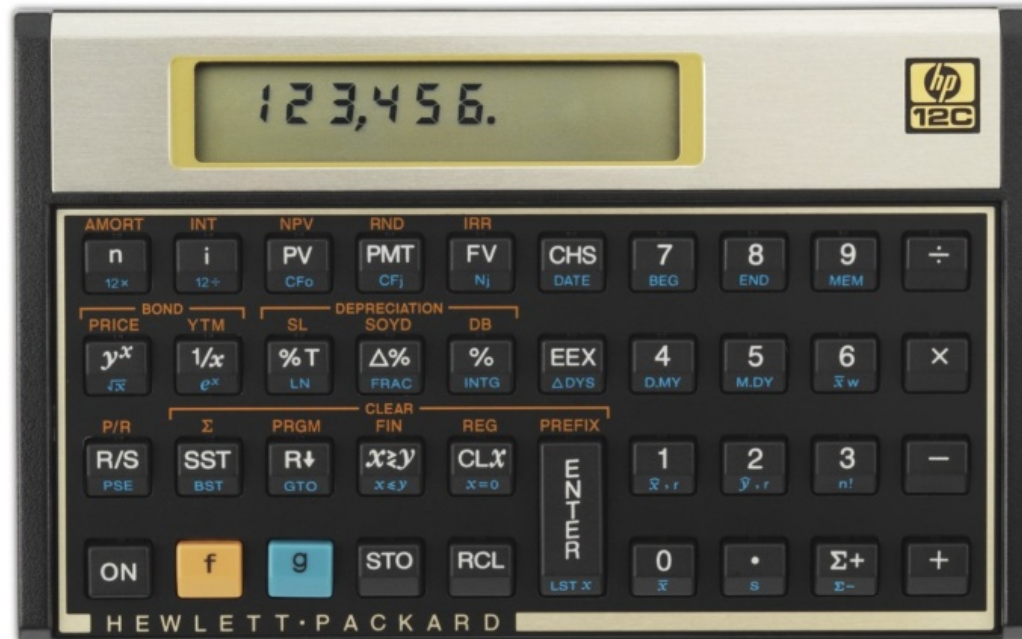 123,456.
hp
12C
AMORT INT NPV RND IRR
n i PV PMT FV CHS 7 8 9 ÷
12× 12÷ CFo CFj Nj DATE BEG END MEM
BOND DEPRECIATION
PRICE YTM SL SOYD DB
yˣ 1/x %T Δ% % EEX 4 5 6 ×
√x eˣ LN FRAC INTG ΔDYS D.MY M.DY x̄w
CLEAR
P/R Σ PRGM FIN REG PREFIX
R/S SST R↓ x≷y CLx ENTER 1 2 3 −
PSE BST GTO x≤y x=0 x̂,r ŷ,r n!
ON f g STO RCL 0 • Σ+ +
LST x x̄ s Σ−
HEWLETT·PACKARD